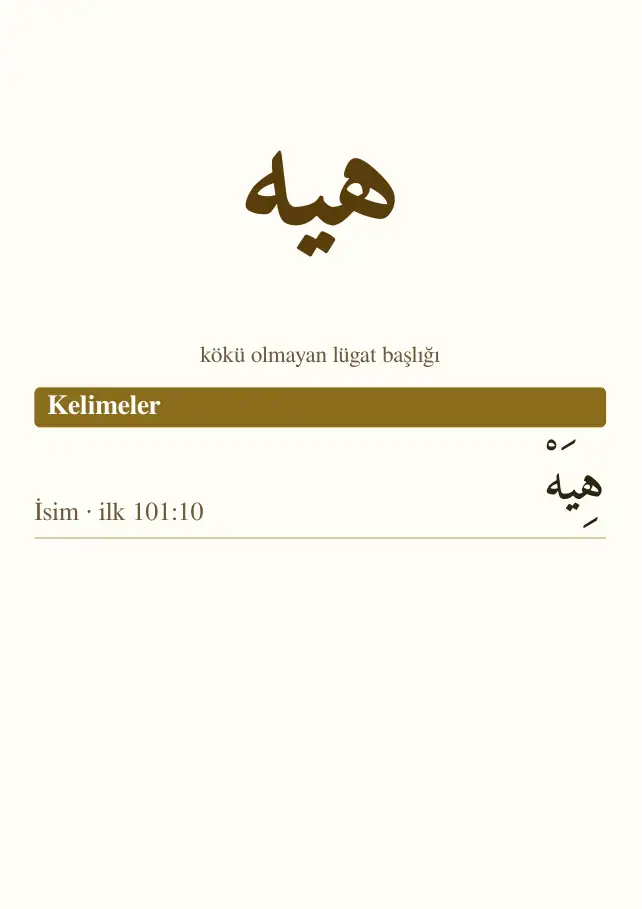 هيه
kökü olmayan lügat başlığı
Kelimeler
هِيَهْ
İsim · ilk 101:10